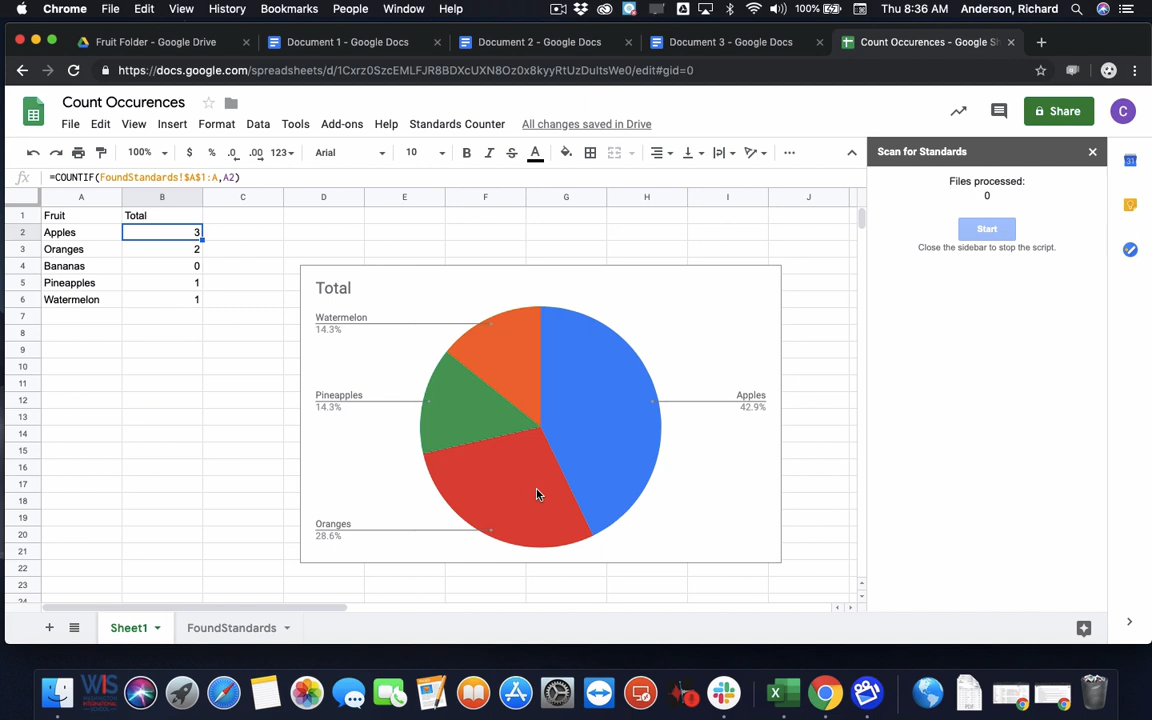 Chrome File Edit View History Bookmarks People Window Help 100% Thu 8:36 AM Anderson, Richard
Fruit Folder - Google Drive Document 1 - Google Docs Document 2 - Google Docs Document 3 - Google Docs Count Occurences - Google Sh
https://docs.google.com/spreadsheets/d/1Cxrz0SzcEMLFJR8BDXcUXN8Oz0x8kyyRtUzDuItsWe0/edit#gid=0
Count Occurences
File Edit View Insert Format Data Tools Add-ons Help Standards Counter All changes saved in Drive
Share
C
100% $ % .0 .00 123 Arial 10 B I S A
fx =COUNTIF(FoundStandards!$A$1:A,A2)
Scan for Standards
A B C D E F G H I J
1 Fruit Total
2 Apples 3
3 Oranges 2
4 Bananas 0
5 Pineapples 1
6 Watermelon 1
7
8
9
10
11
12
13
14
15
16
17
18
19
20
21
22
23
24
Total
Watermelon
14.3%
Pineapples
14.3%
Apples
42.9%
Oranges
28.6%
Files processed:
0
Start
Close the sidebar to stop the script.
31
Sheet1 FoundStandards
WIS